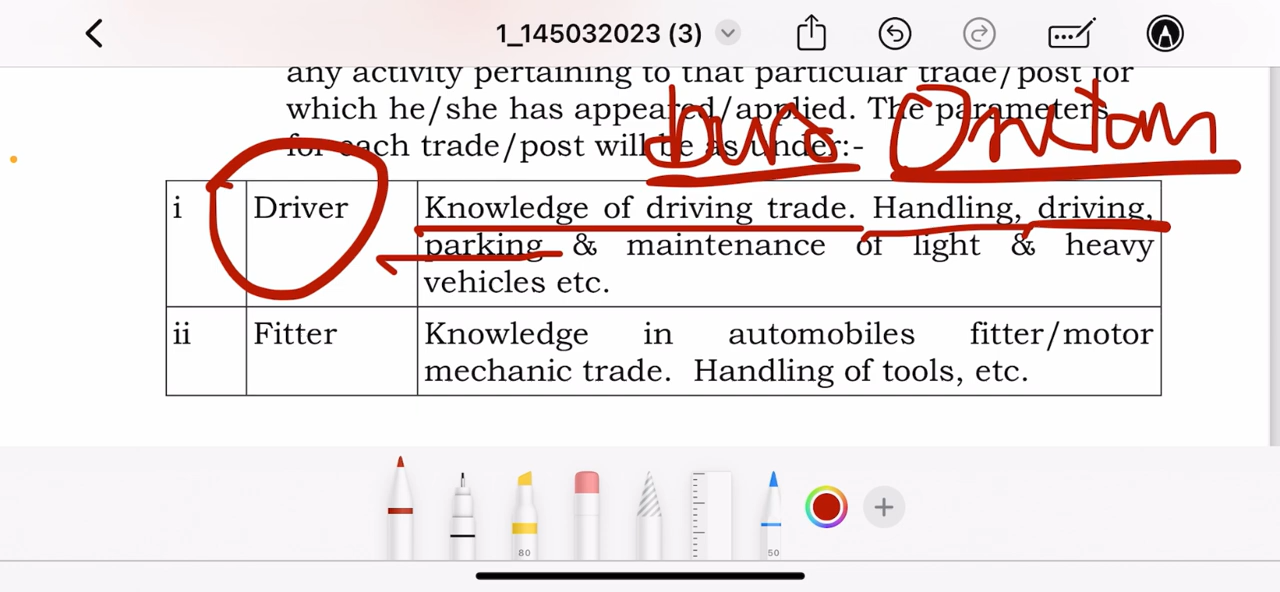 1_145032023 (3)
any activity pertaining to that particular trade/post for
which he/she has appeared/applied. The parameters
for each trade/post will be as under:-
i Driver Knowledge of driving trade. Handling, driving,
parking & maintenance of light & heavy
vehicles etc.
ii Fitter Knowledge in automobiles fitter/motor
mechanic trade. Handling of tools, etc.
80
50